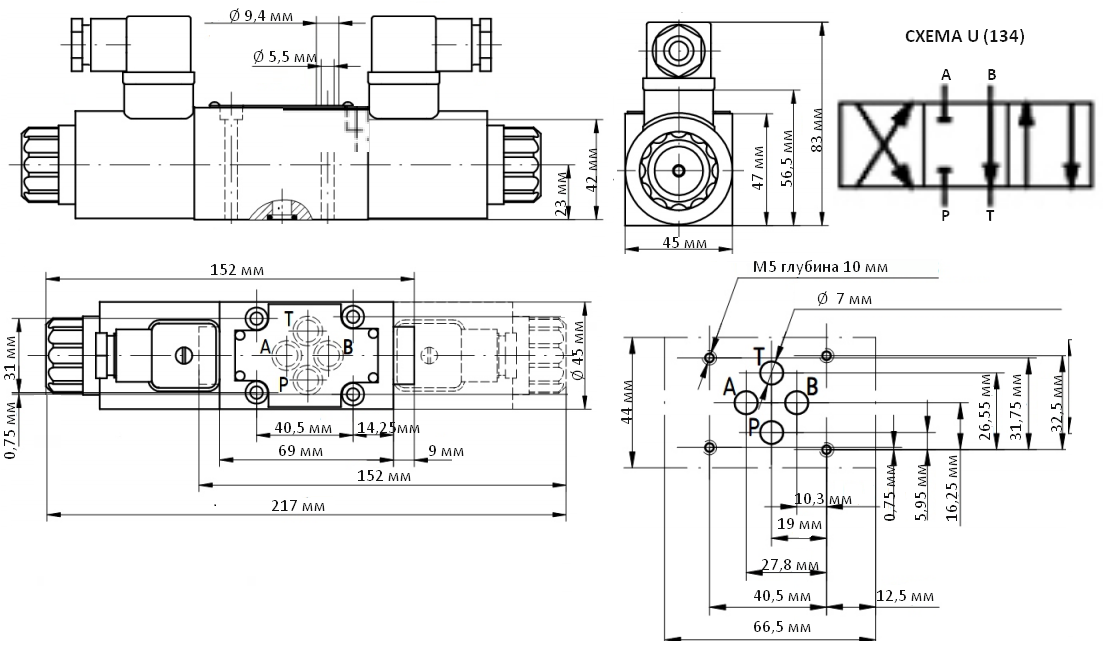 Ø 9,4 мм
Ø 5,5 мм
23 мм
42 мм
47 мм
56,5 мм
83 мм
45 мм
СХЕМА U (134)
A B
P T
152 мм
31 мм
0,75 мм
T
A B
P
Ø 45 мм
40,5 мм
14,25мм
69 мм
9 мм
152 мм
217 мм
М5 глубина 10 мм
Ø 7 мм
44 мм
T
A B
P
26,55 мм
31,75 мм
32,5 мм
0,75 мм
5,95 мм
16,25 мм
10,3мм
19 мм
27,8 мм
40,5 мм
12,5 мм
66,5 мм